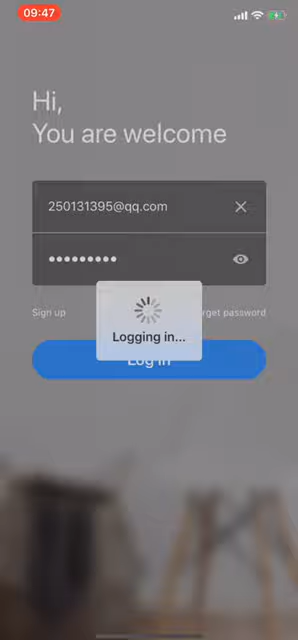 09:47
Hi,
You are welcome
250131395@qq.com
•••••••••
Sign up
rget password
Logging in...
Log in